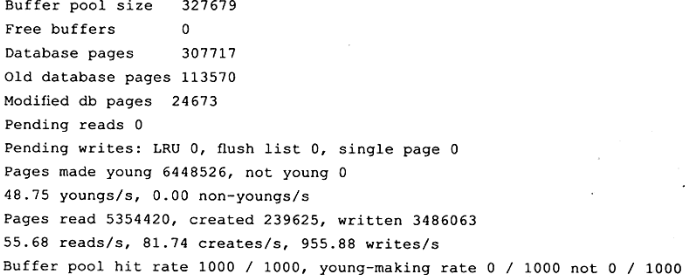 Buffer pool size 327679
Free buffers 0
Database pages 307717
Old database pages 113570
Modified db pages 24673
Pending reads 0
Pending writes: LRU 0, flush list 0, single page 0
Pages made young 6448526, not young 0
48.75 youngs/s, 0.00 non-youngs/s
Pages read 5354420, created 239625, written 3486063
55.68 reads/s, 81.74 creates/s, 955.88 writes/s
Buffer pool hit rate 1000 / 1000, young-making rate 0 / 1000 not 0 / 1000